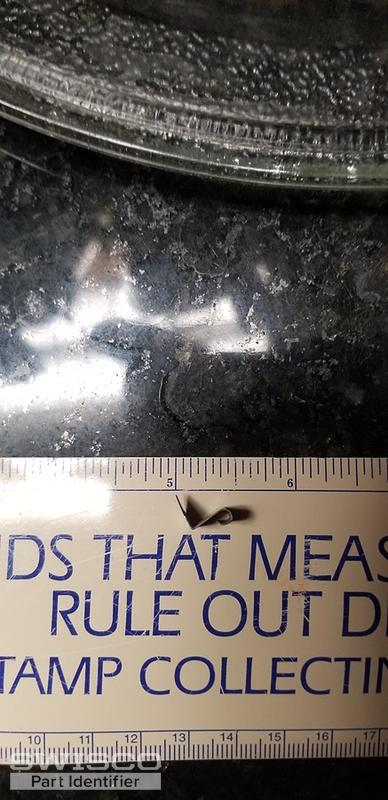 5 6
DS THAT MEAS
RULE OUT D
TAMP COLLECTIN
10 11 12 13 14 15 16 17
SWISCO
Part Identifier